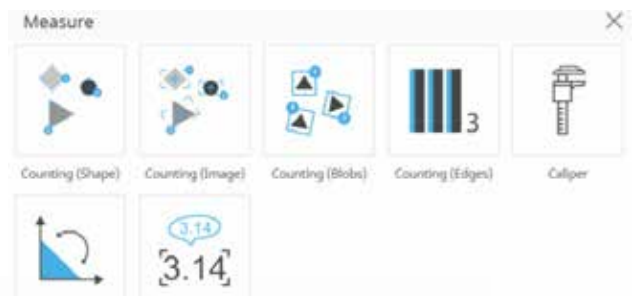 Measure
3
Counting (Shape) Counting (Image) Counting (Blobs) Counting (Edges) Caliper
3.14
3.14